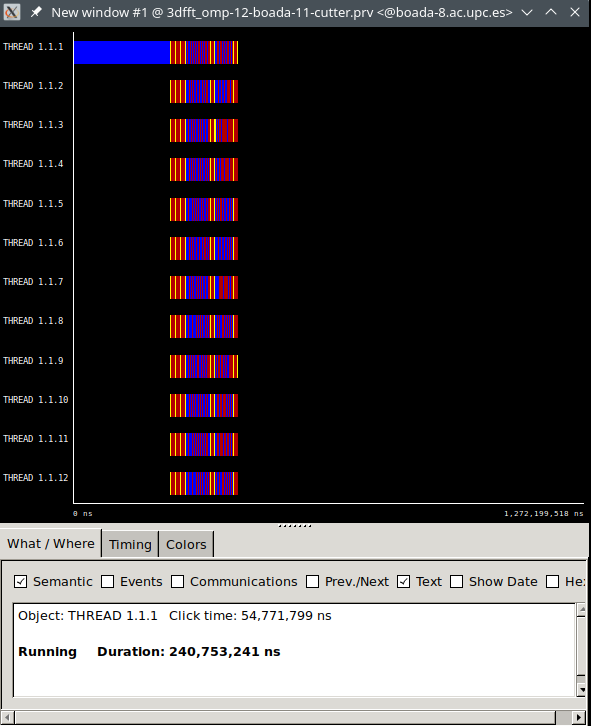 New window #1 @ 3dfft_omp-12-boada-11-cutter.prv <@boada-8.ac.upc.es>
THREAD 1.1.1
THREAD 1.1.2
THREAD 1.1.3
THREAD 1.1.4
THREAD 1.1.5
THREAD 1.1.6
THREAD 1.1.7
THREAD 1.1.8
THREAD 1.1.9
THREAD 1.1.10
THREAD 1.1.11
THREAD 1.1.12
0 ns 1,272,199,518 ns
What / Where Timing Colors
Semantic Events Communications Prev./Next Text Show Date He:
Object: THREAD 1.1.1 Click time: 54,771,799 ns
Running Duration: 240,753,241 ns